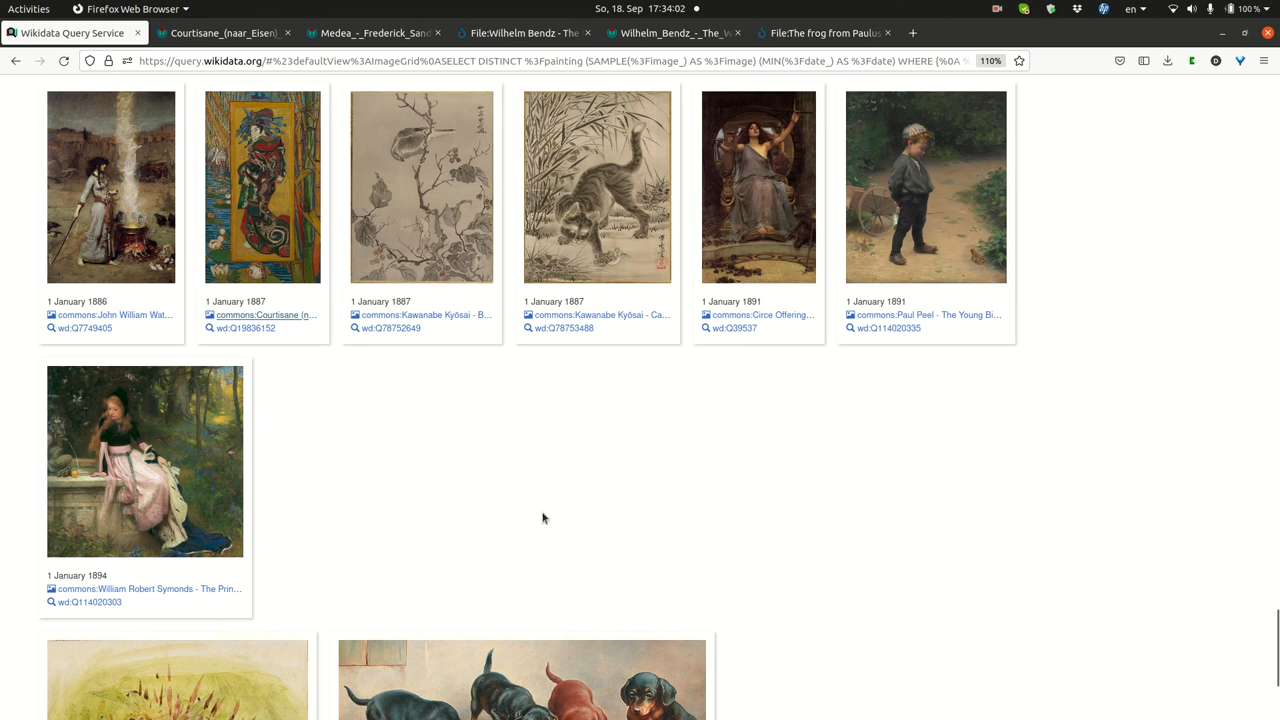 Activities
Firefox Web Browser
So, 18. Sep 17:34:02
en
100 %
Wikidata Query Service
Courtisane_(naar_Eisen)_
Medea_-_Frederick_Sand
File:Wilhelm Bendz - The
Wilhelm_Bendz_-_The_W
File:The frog from Paulus
https://query.wikidata.org/#%23defaultView%3AImageGrid%0ASELECT DISTINCT %3Fpainting (SAMPLE(%3Fimage_) AS %3Fimage) (MIN(%3Fdate_) AS %3Fdate) WHERE {%0A %
110%
1 January 1886
commons:John William Wat...
wd:Q7749405
1 January 1887
commons:Courtisane (n...
wd:Q19836152
1 January 1887
commons:Kawanabe Kyōsai - B...
wd:Q78752649
1 January 1887
commons:Kawanabe Kyōsai - Ca...
wd:Q78753488
1 January 1891
commons:Circe Offering...
wd:Q39537
1 January 1891
commons:Paul Peel - The Young Bi...
wd:Q114020335
1 January 1894
commons:William Robert Symonds - The Prin...
wd:Q114020303